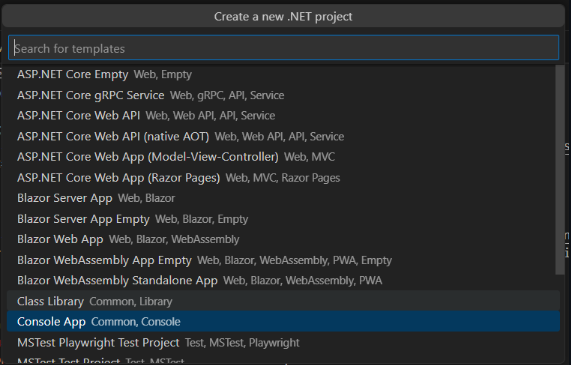 Create a new .NET project
Search for templates
ASP.NET Core Empty Web, Empty
ASP.NET Core gRPC Service Web, gRPC, API, Service
ASP.NET Core Web API Web, Web API, API, Service
ASP.NET Core Web API (native AOT) Web, Web API, API, Service
ASP.NET Core Web App (Model-View-Controller) Web, MVC
ASP.NET Core Web App (Razor Pages) Web, MVC, Razor Pages
Blazor Server App Web, Blazor
Blazor Server App Empty Web, Blazor, Empty
Blazor Web App Web, Blazor, WebAssembly
Blazor WebAssembly App Empty Web, Blazor, WebAssembly, PWA, Empty
Blazor WebAssembly Standalone App Web, Blazor, WebAssembly, PWA
Class Library Common, Library
Console App Common, Console
MSTest Playwright Test Project Test, MSTest, Playwright
MSTest Test Project Test, MSTest